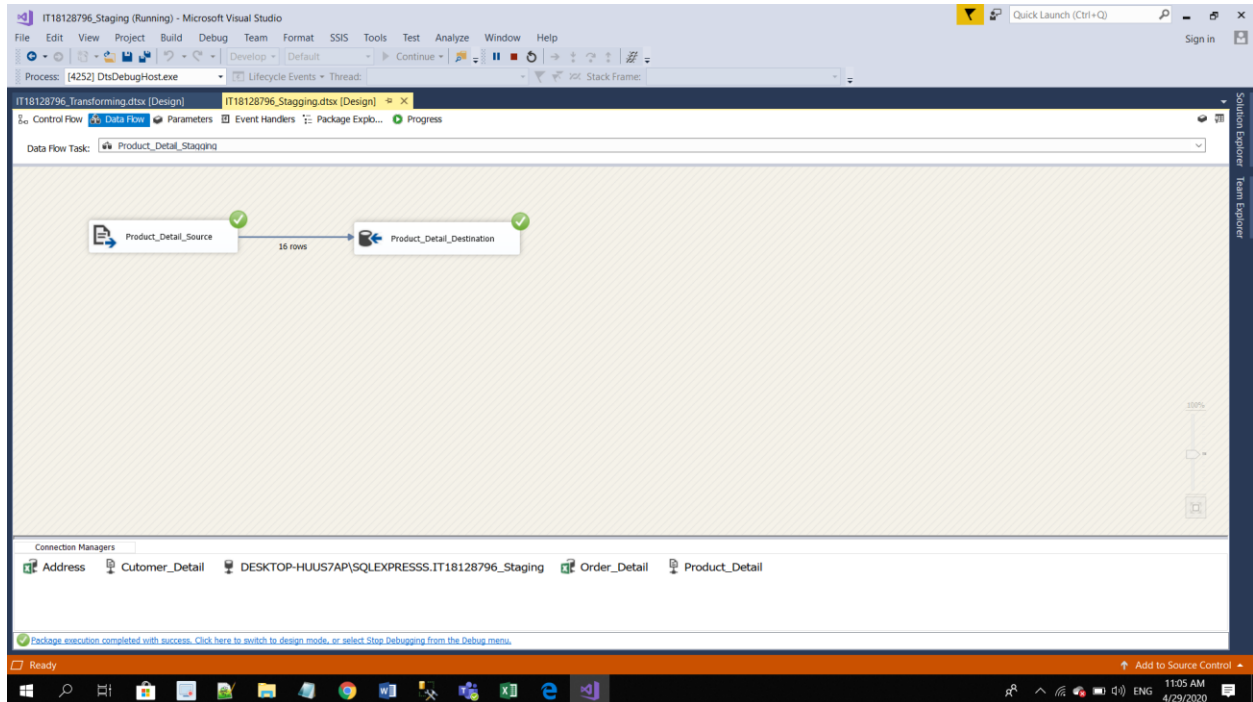 IT18128796_Staging (Running) - Microsoft Visual Studio
Quick Launch (Ctrl+Q)
File Edit View Project Build Debug Team Format SSIS Tools Test Analyze Window Help
Sign in
Develop Default Continue
Process: [4252] DtsDebugHost.exe Lifecycle Events Thread: Stack Frame:
IT18128796_Transforming.dtsx [Design] IT18128796_Stagging.dtsx [Design]
Control Flow Data Flow Parameters Event Handlers Package Explo... Progress
Data Flow Task: Product_Detail_Stagging
Solution Explorer
Team Explorer
Product_Detail_Source
16 rows
Product_Detail_Destination
100%
Connection Managers
Address Cutomer_Detail DESKTOP-HUUS7AP\SQLEXPRESSS.IT18128796_Staging Order_Detail Product_Detail
Package execution completed with success. Click here to switch to design mode, or select Stop Debugging from the Debug menu.
Ready
Add to Source Control
ENG
11:05 AM
4/29/2020